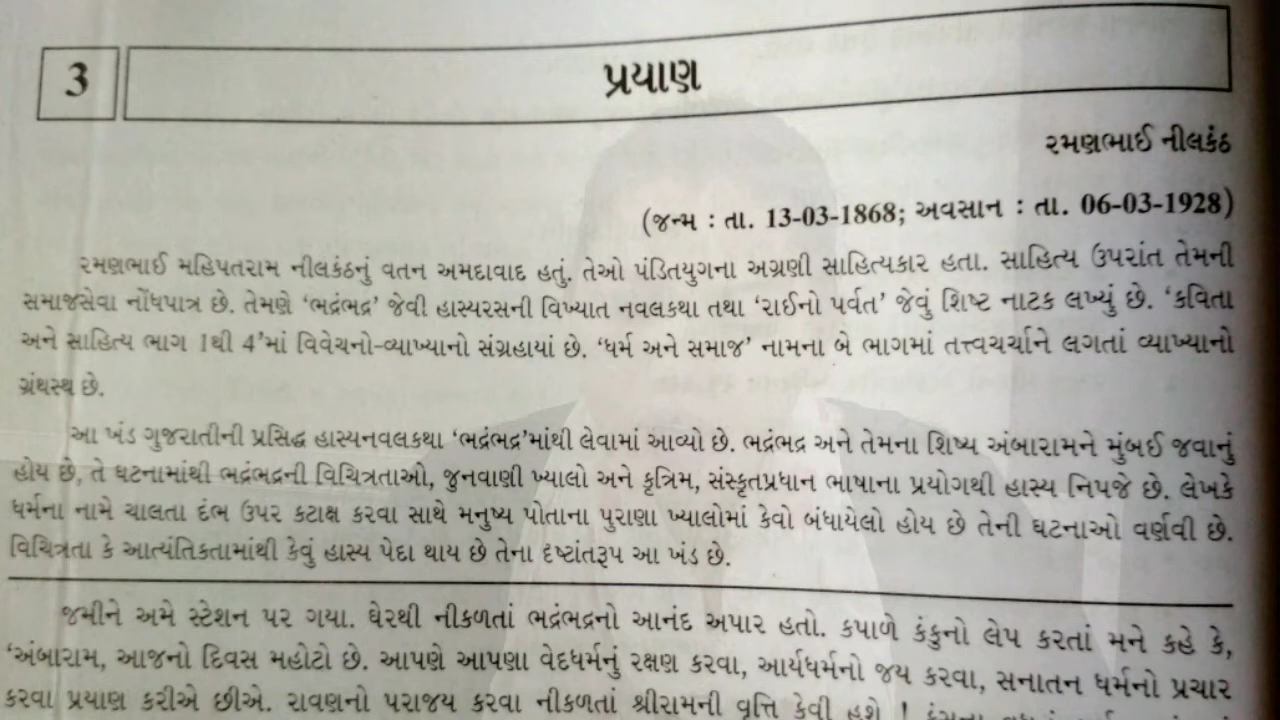 3
પ્રયાણ
રમણભાઈ નીલકંઠ
(જન્મ : તા. 13-03-1868; અવસાન : તા. 06-03-1928)
રમણભાઈ મહિપતરામ નીલકંઠનું વતન અમદાવાદ હતું. તેઓ પંડિતયુગના અગ્રણી સાહિત્યકાર હતા. સાહિત્ય ઉપરાંત તેમની
સમાજસેવા નોંધપાત્ર છે. તેમણે ‘ભદ્રંભદ્ર’ જેવી હાસ્યરસની વિખ્યાત નવલકથા તથા ‘રાઈનો પર્વત’ જેવું શિષ્ટ નાટક લખ્યું છે. ‘કવિતા
અને સાહિત્ય ભાગ 1થી 4’માં વિવેચનો-વ્યાખ્યાનો સંગ્રહાયાં છે. ‘ધર્મ અને સમાજ’ નામના બે ભાગમાં તત્ત્વચર્ચાને લગતાં વ્યાખ્યાનો
ગ્રંથસ્થ છે.
આ ખંડ ગુજરાતીની પ્રસિદ્ધ હાસ્યનવલકથા ‘ભદ્રંભદ્ર’માંથી લેવામાં આવ્યો છે. ભદ્રંભદ્ર અને તેમના શિષ્ય અંબારામને મુંબઈ જવાનું
હોય છે, તે ઘટનામાંથી ભદ્રંભદ્રની વિચિત્રતાઓ, જુનવાણી ખ્યાલો અને કૃત્રિમ, સંસ્કૃતપ્રધાન ભાષાના પ્રયોગથી હાસ્ય નિપજે છે. લેખકે
ધર્મના નામે ચાલતા દંભ ઉપર કટાક્ષ કરવા સાથે મનુષ્ય પોતાના પુરાણા ખ્યાલોમાં કેવો બંધાયેલો હોય છે તેની ઘટનાઓ વર્ણવી છે.
વિચિત્રતા કે આત્યંતિકતામાંથી કેવું હાસ્ય પેદા થાય છે તેના દૃષ્ટાંતરૂપ આ ખંડ છે.
જમીને અમે સ્ટેશન પર ગયા. ઘેરથી નીકળતાં ભદ્રંભદ્રનો આનંદ અપાર હતો. કપાળે કંકુનો લેપ કરતાં મને કહે કે,
‘અંબારામ, આજનો દિવસ મહોટો છે. આપણે આપણા વેદધર્મનું રક્ષણ કરવા, આર્યધર્મનો જય કરવા, સનાતન ધર્મનો પ્રચાર
કરવા પ્રયાણ કરીએ છીએ. રાવણનો પરાજય કરવા નીકળતાં શ્રીરામની વૃત્તિ કેવી હશે !